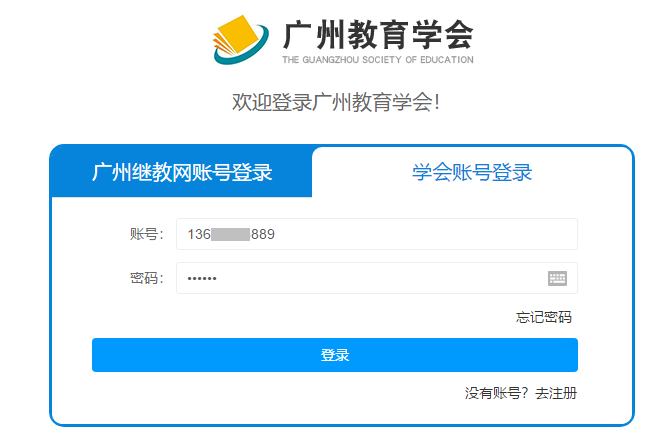 广州教育学会
THE GUANGZHOU SOCIETY OF EDUCATION
欢迎登录广州教育学会!
广州继教网账号登录 学会账号登录
账号: 136 889
密码: ••••••
忘记密码
登录
没有账号? 去注册